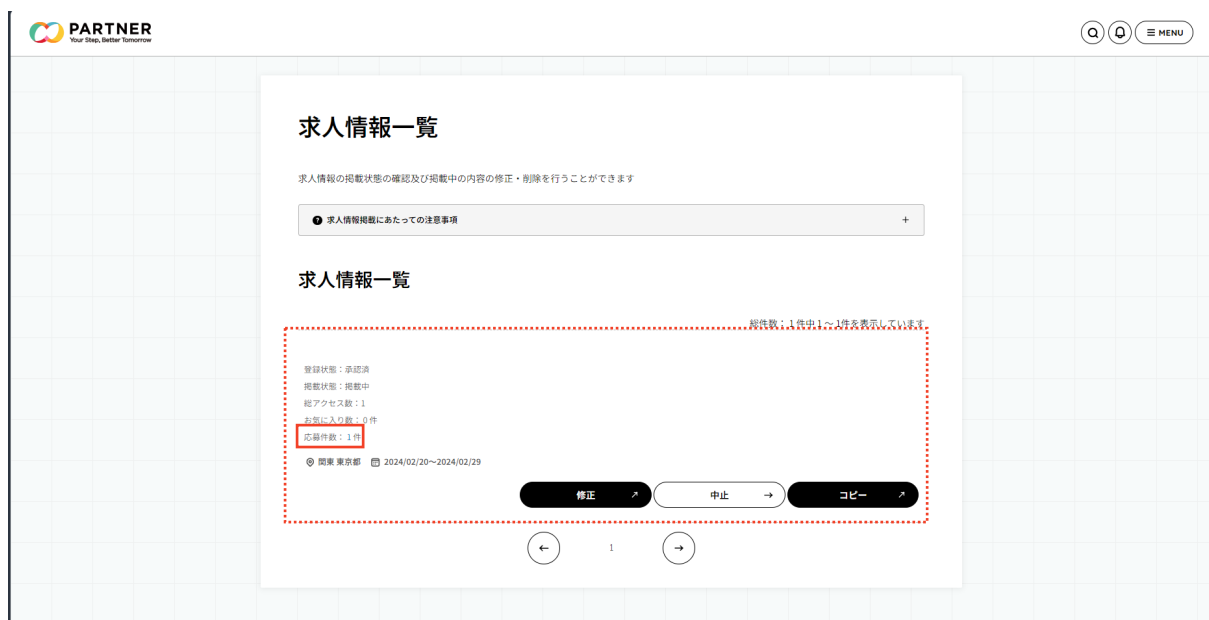 PARTNER
Your Step, Better Tomorrow
MENU
求人情報一覧
求人情報の掲載状態の確認及び掲載中の内容の修正・削除を行うことができます
求人情報掲載にあたっての注意事項 +
求人情報一覧
総件数：1件中1～1件を表示しています
登録状態：承認済
掲載状態：掲載中
総アクセス数：1
お気に入り数：0件
応募件数：1件
関東 東京都 2024/02/20～2024/02/29
修正 ↗ 中止 → コピー ↗
← 1 →